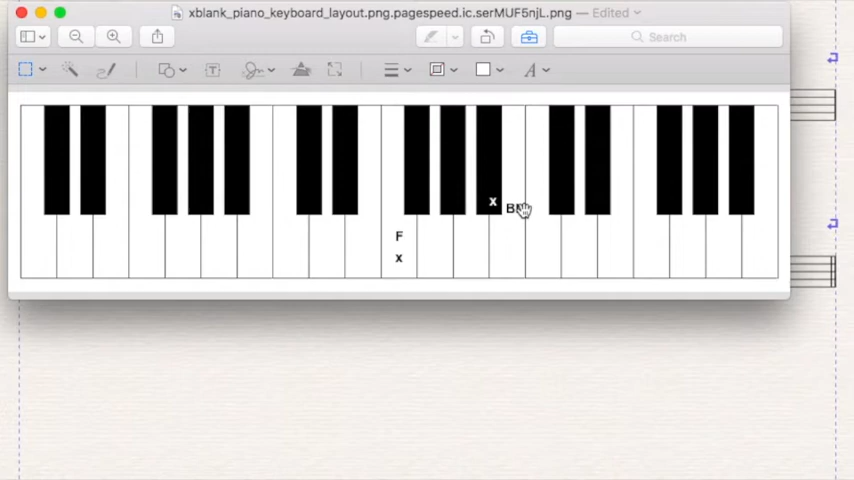 xblank_piano_keyboard_layout.png.pagespeed.ic.serMUF5njL.png — Edited
Search
x
F
x